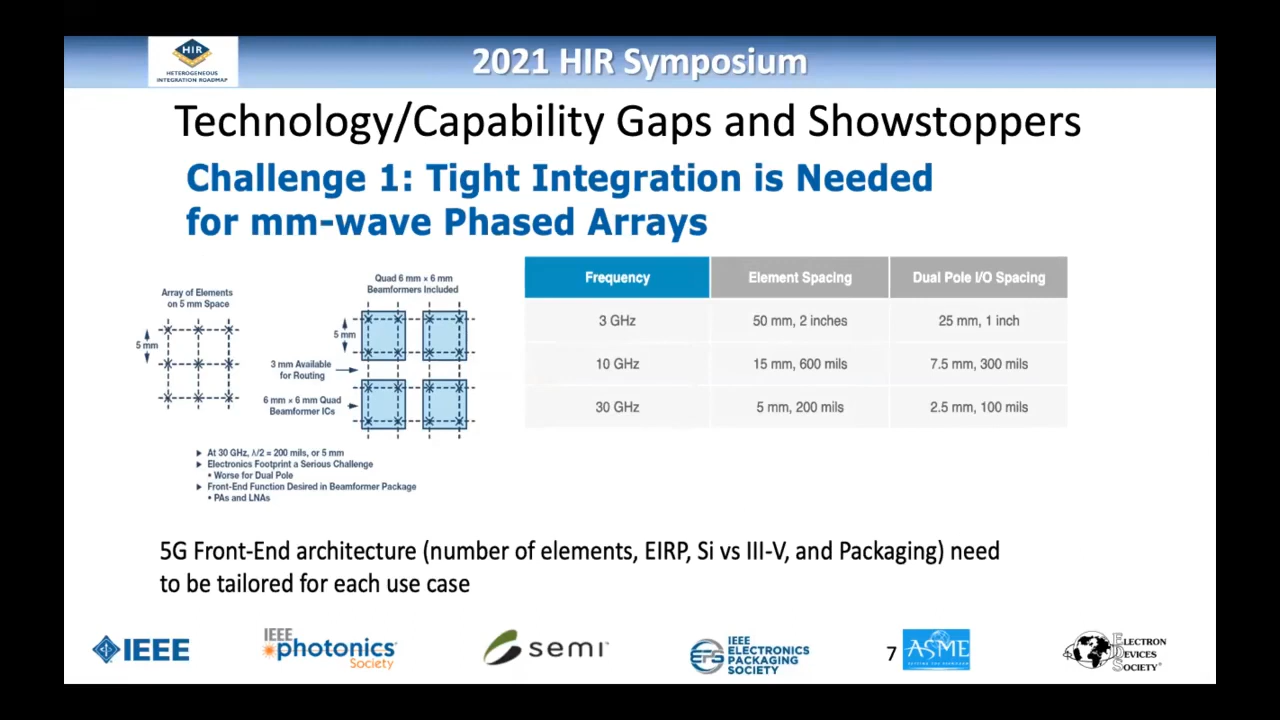 HIR
HETEROGENEOUS
INTEGRATION ROADMAP
2021 HIR Symposium
Technology/Capability Gaps and Showstoppers
Challenge 1: Tight Integration is Needed
for mm-wave Phased Arrays
Array of Elements
on 5 mm Space
5 mm
Quad 6 mm × 6 mm
Beamformers Included
5 mm
3 mm Available
for Routing
6 mm × 6 mm Quad
Beamformer ICs
Frequency Element Spacing Dual Pole I/O Spacing
3 GHz 50 mm, 2 inches 25 mm, 1 inch
10 GHz 15 mm, 600 mils 7.5 mm, 300 mils
30 GHz 5 mm, 200 mils 2.5 mm, 100 mils
► At 30 GHz, λ/2 = 200 mils, or 5 mm
► Electronics Footprint a Serious Challenge
• Worse for Dual Pole
► Front-End Function Desired in Beamformer Package
• PAs and LNAs
5G Front-End architecture (number of elements, EIRP, Si vs III-V, and Packaging) need
to be tailored for each use case
IEEE
IEEE
photonics
Society
semi
EPS
IEEE
ELECTRONICS
PACKAGING
SOCIETY
7
ASME
EDS
ELECTRON
DEVICES
SOCIETY®